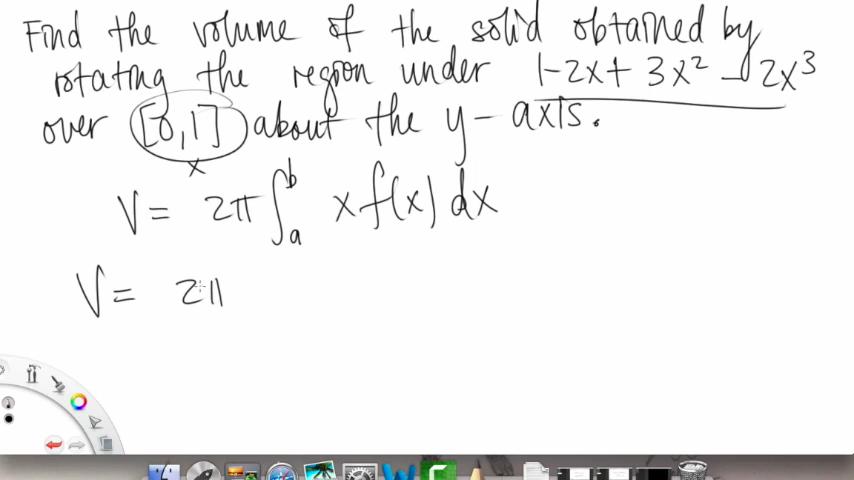 Find the volume of the solid obtained by
rotating the region under 1-2x+3x²-2x³
over [0,1] about the y-axis.
x
V= 2π∫ₐᵇ x f(x) dx
V= 2π